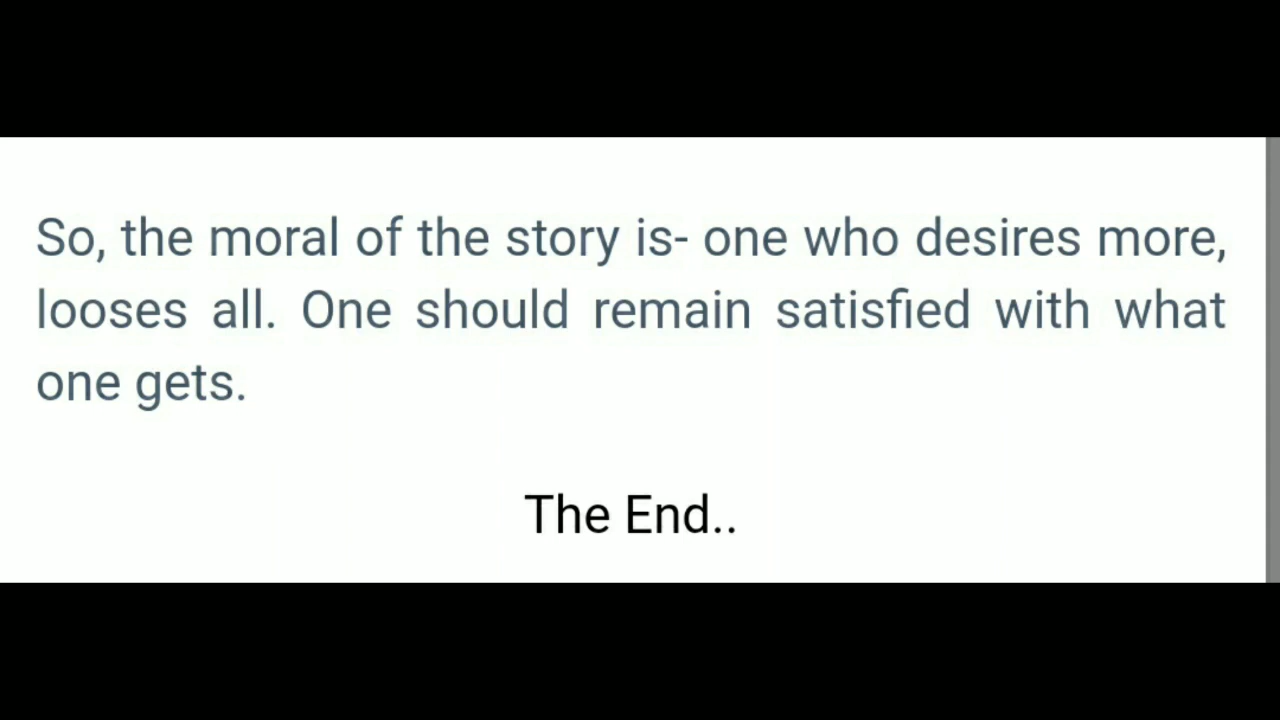 So, the moral of the story is- one who desires more,
looses all. One should remain satisfied with what
one gets.
The End..